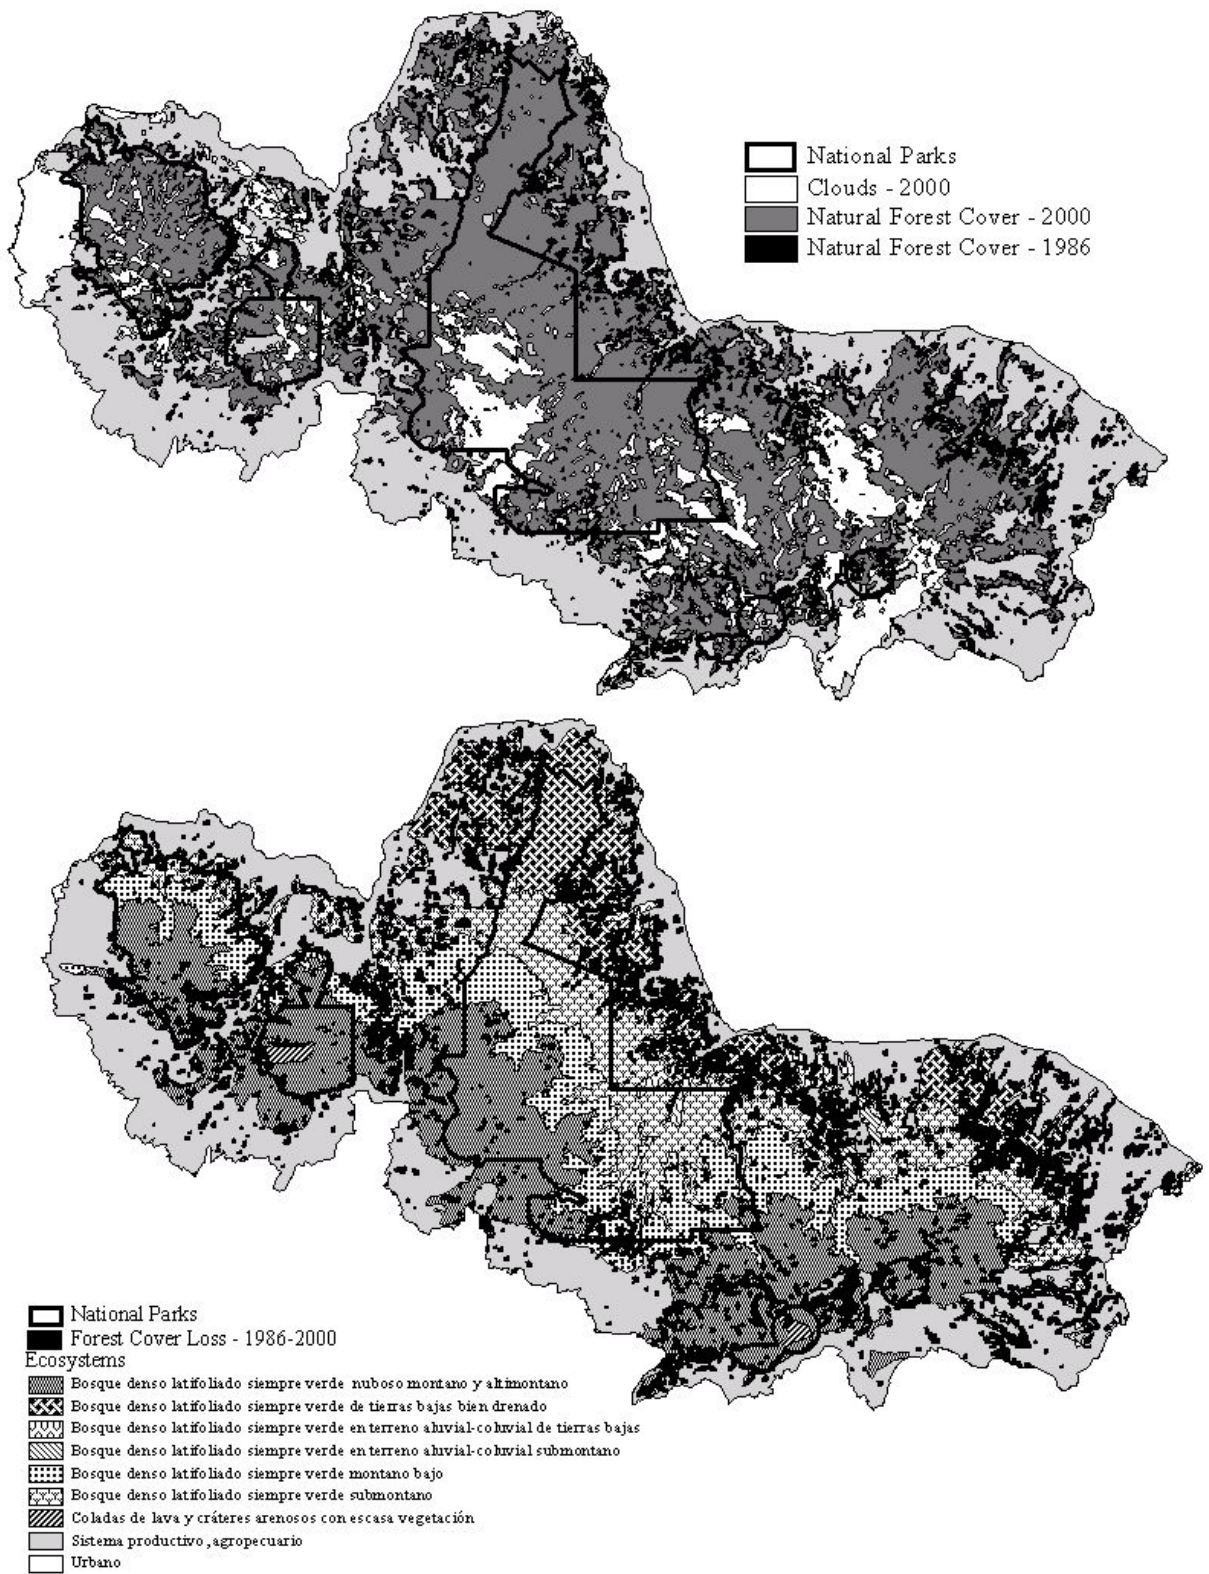 National Parks
Clouds - 2000
Natural Forest Cover - 2000
Natural Forest Cover - 1986
National Parks
Forest Cover Loss - 1986-2000
Ecosystems
Bosque denso latifoliado siempre verde nuboso montano y altimontano
Bosque denso latifoliado siempre verde de tierras bajas bien drenado
Bosque denso latifoliado siempre verde en terreno aluvial-coluvial de tierras bajas
Bosque denso latifoliado siempre verde en terreno aluvial-coluvial submontano
Bosque denso latifoliado siempre verde montano bajo
Bosque denso latifoliado siempre verde submontano
Coladas de lava y cráteres arenosos con escasa vegetación
Sistema productivo, agropecuario
Urbano